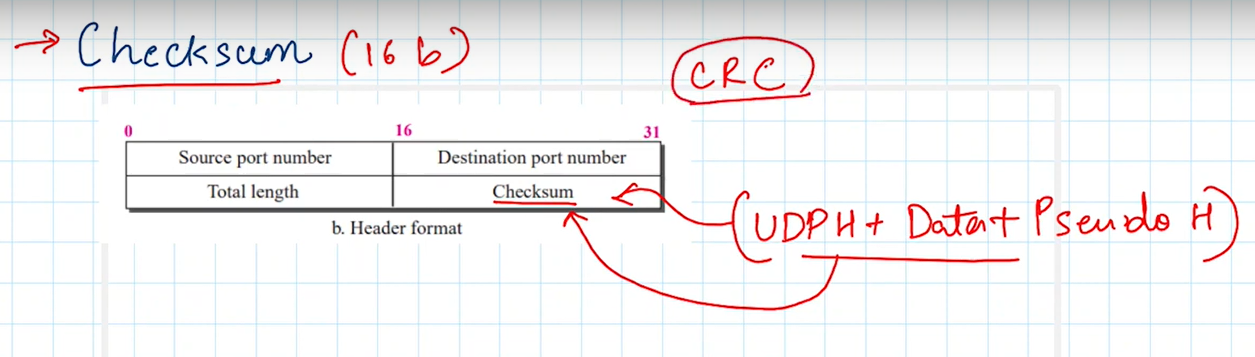 → Checksum (16 b)
CRC
0 16 31
Source port number Destination port number
Total length Checksum
(UDPH + Data + Pseudo H)
b. Header format